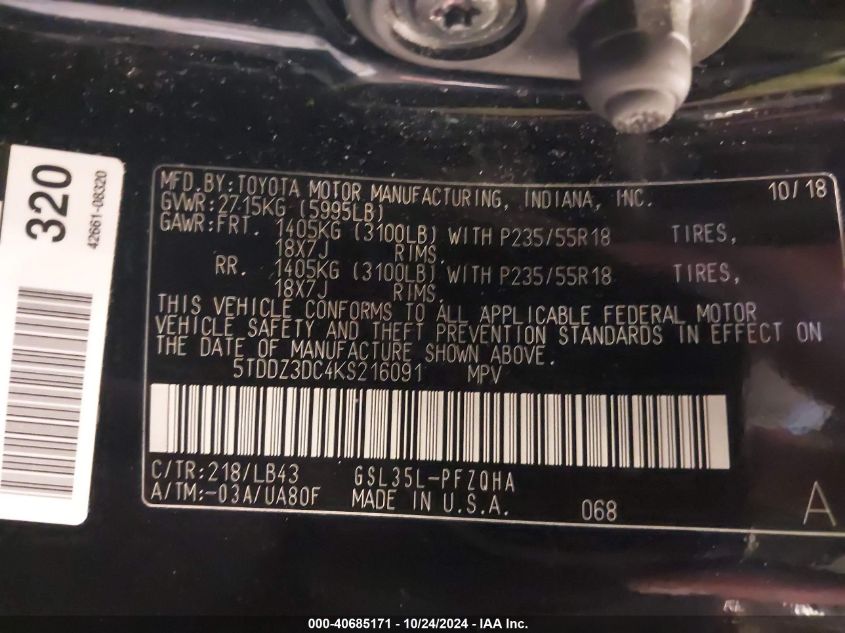 320
42661-08320
MFD.BY:TOYOTA MOTOR MANUFACTURING, INDIANA, INC. 10/18
GVWR:2715KG (5995LB)
GAWR:FRT. 1405KG (3100LB) WITH P235/55R18 TIRES,
18X7J RIMS.
RR. 1405KG (3100LB) WITH P235/55R18 TIRES,
18X7J RIMS.
THIS VEHICLE CONFORMS TO ALL APPLICABLE FEDERAL MOTOR
VEHICLE SAFETY AND THEFT PREVENTION STANDARDS IN EFFECT ON
THE DATE OF MANUFACTURE SHOWN ABOVE.
5TDDZ3DC4KS216091 MPV
C/TR:218/LB43 GSL35L-PFZQHA
A/TM:-03A/UA80F MADE IN U.S.A. 068 A
000-40685171 - 10/24/2024 - IAA Inc.